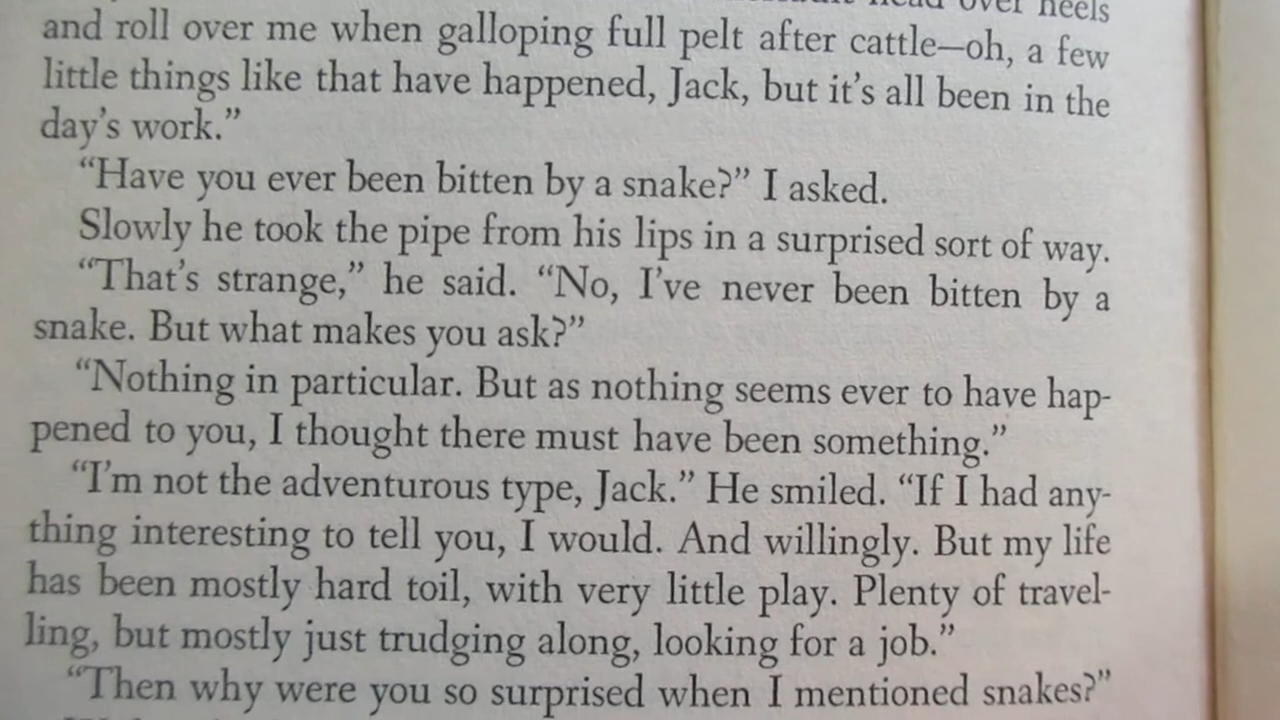 head over heels
and roll over me when galloping full pelt after cattle—oh, a few
little things like that have happened, Jack, but it's all been in the
day's work.”
“Have you ever been bitten by a snake?” I asked.
Slowly he took the pipe from his lips in a surprised sort of way.
“That's strange,” he said. “No, I've never been bitten by a
snake. But what makes you ask?”
“Nothing in particular. But as nothing seems ever to have hap-
pened to you, I thought there must have been something.”
“I'm not the adventurous type, Jack.” He smiled. “If I had any-
thing interesting to tell you, I would. And willingly. But my life
has been mostly hard toil, with very little play. Plenty of travel-
ling, but mostly just trudging along, looking for a job.”
“Then why were you so surprised when I mentioned snakes?”